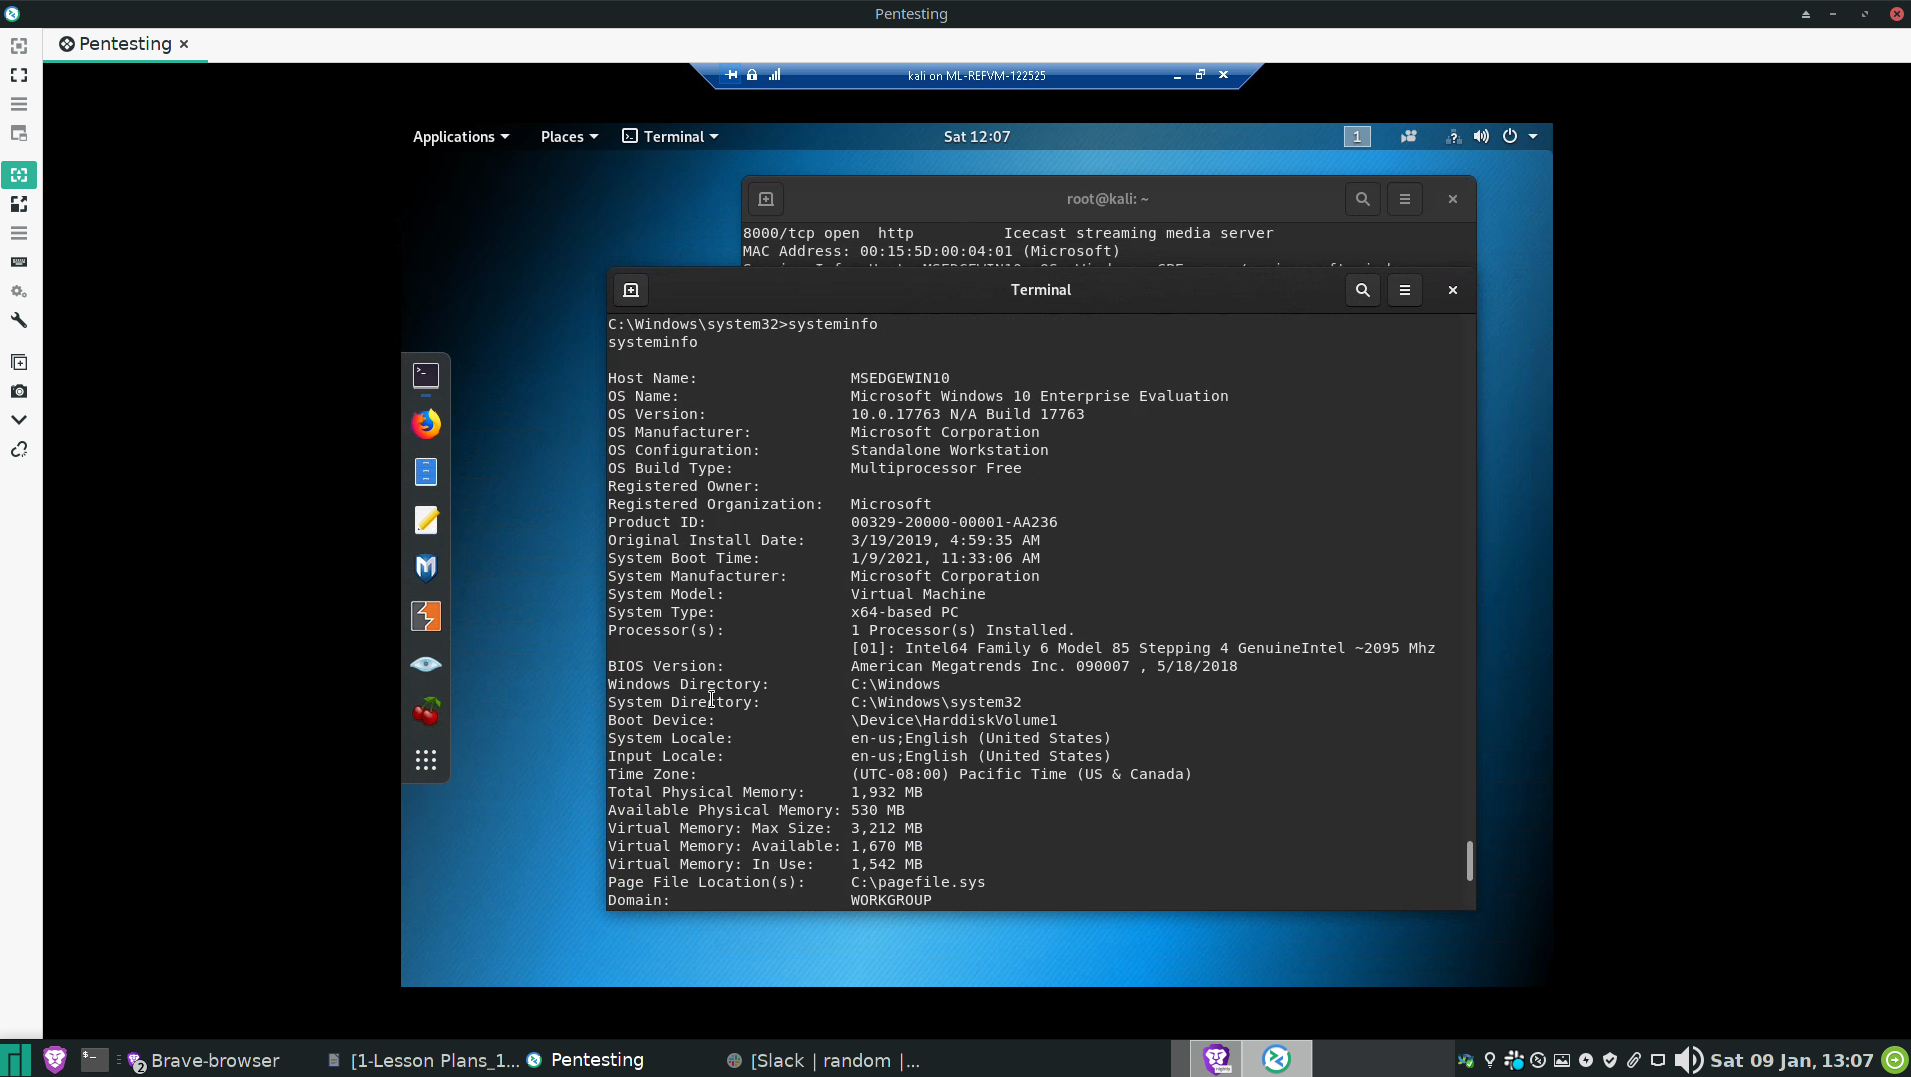 Pentesting
Pentesting ×
kali on ML-REFVM-122525
Applications Places Terminal Sat 12:07 1
root@kali: ~
8000/tcp open http Icecast streaming media server
MAC Address: 00:15:5D:00:04:01 (Microsoft)
Terminal
C:\Windows\system32>systeminfo
systeminfo
Host Name: MSEDGEWIN10
OS Name: Microsoft Windows 10 Enterprise Evaluation
OS Version: 10.0.17763 N/A Build 17763
OS Manufacturer: Microsoft Corporation
OS Configuration: Standalone Workstation
OS Build Type: Multiprocessor Free
Registered Owner:
Registered Organization: Microsoft
Product ID: 00329-20000-00001-AA236
Original Install Date: 3/19/2019, 4:59:35 AM
System Boot Time: 1/9/2021, 11:33:06 AM
System Manufacturer: Microsoft Corporation
System Model: Virtual Machine
System Type: x64-based PC
Processor(s): 1 Processor(s) Installed.
[01]: Intel64 Family 6 Model 85 Stepping 4 GenuineIntel ~2095 Mhz
BIOS Version: American Megatrends Inc. 090007 , 5/18/2018
Windows Directory: C:\Windows
System Directory: C:\Windows\system32
Boot Device: \Device\HarddiskVolume1
System Locale: en-us;English (United States)
Input Locale: en-us;English (United States)
Time Zone: (UTC-08:00) Pacific Time (US & Canada)
Total Physical Memory: 1,932 MB
Available Physical Memory: 530 MB
Virtual Memory: Max Size: 3,212 MB
Virtual Memory: Available: 1,670 MB
Virtual Memory: In Use: 1,542 MB
Page File Location(s): C:\pagefile.sys
Domain: WORKGROUP
2 Brave-browser [1-Lesson Plans_1... Pentesting [Slack | random |... Sat 09 Jan, 13:07